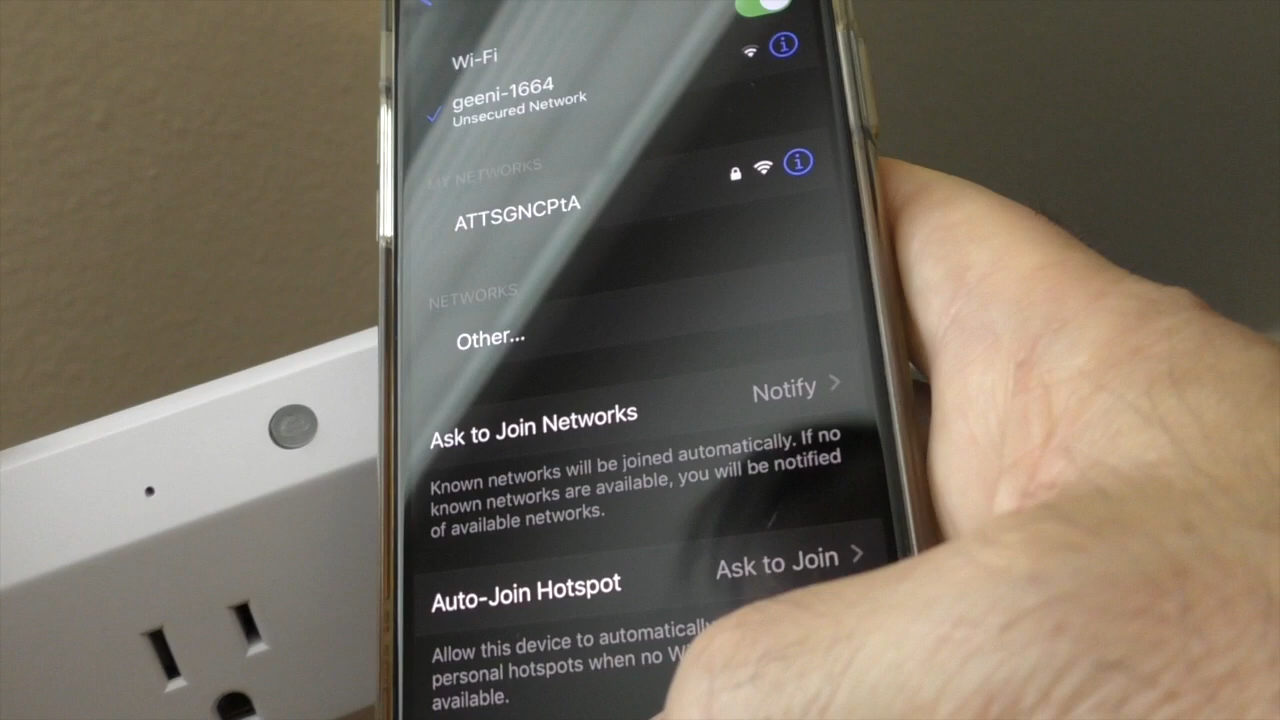 Wi-Fi
geeni-1664
Unsecured Network
MY NETWORKS
ATTSGNCPtA
NETWORKS
Other...
Ask to Join Networks Notify
Known networks will be joined automatically. If no
known networks are available, you will be notified
of available networks.
Auto-Join Hotspot Ask to Join
Allow this device to automatically
personal hotspots when no
available.